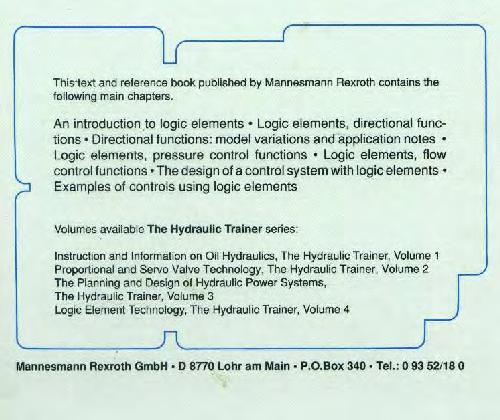 This text and reference book published by Mannesmann Rexroth contains the
following main chapters.
An introduction to logic elements • Logic elements, directional func-
tions • Directional functions: model variations and application notes •
Logic elements, pressure control functions • Logic elements, flow
control functions • The design of a control system with logic elements •
Examples of controls using logic elements
Volumes available The Hydraulic Trainer series:
Instruction and Information on Oil Hydraulics, The Hydraulic Trainer, Volume 1
Proportional and Servo Valve Technology, The Hydraulic Trainer, Volume 2
The Planning and Design of Hydraulic Power Systems,
The Hydraulic Trainer, Volume 3
Logic Element Technology, The Hydraulic Trainer, Volume 4
Mannesmann Rexroth GmbH • D 8770 Lohr am Main • P.O.Box 340 • Tel.: 0 93 52/18 0